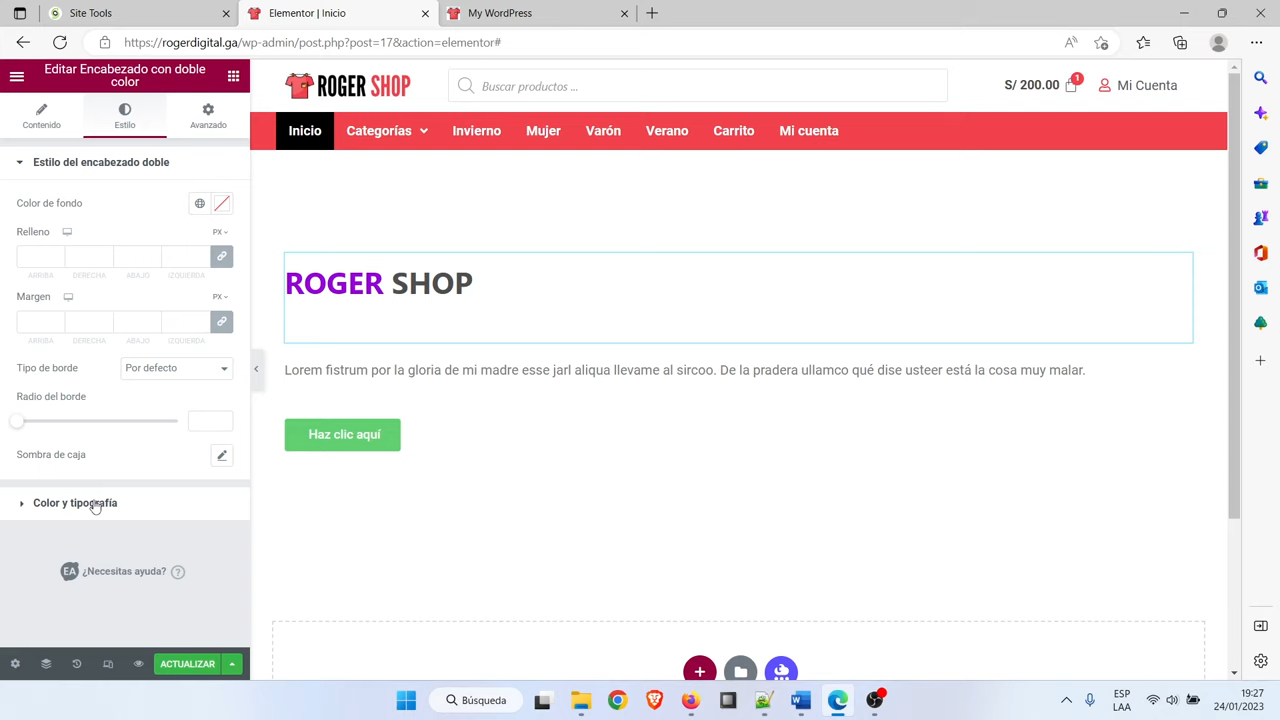 Site Tools
Elementor | Inicio
My WordPress
https://rogerdigital.ga/wp-admin/post.php?post=17&action=elementor#
Editar Encabezado con doble
color
Contenido
Estilo
Avanzado
Estilo del encabezado doble
Color de fondo
Relleno
PX
ARRIBA DERECHA ABAJO IZQUIERDA
Margen
PX
ARRIBA DERECHA ABAJO IZQUIERDA
Tipo de borde
Por defecto
Radio del borde
Sombra de caja
Color y tipografía
EA ¿Necesitas ayuda? ?
ACTUALIZAR
ROGER SHOP
Buscar productos ...
S/ 200.00 1
Mi Cuenta
Inicio Categorías Invierno Mujer Varón Verano Carrito Mi cuenta
ROGER SHOP
Lorem fistrum por la gloria de mi madre esse jarl aliqua llevame al sircoo. De la pradera ullamco qué dise usteer está la cosa muy malar.
Haz clic aquí
Búsqueda
ESP
LAA
19:27
24/01/2023